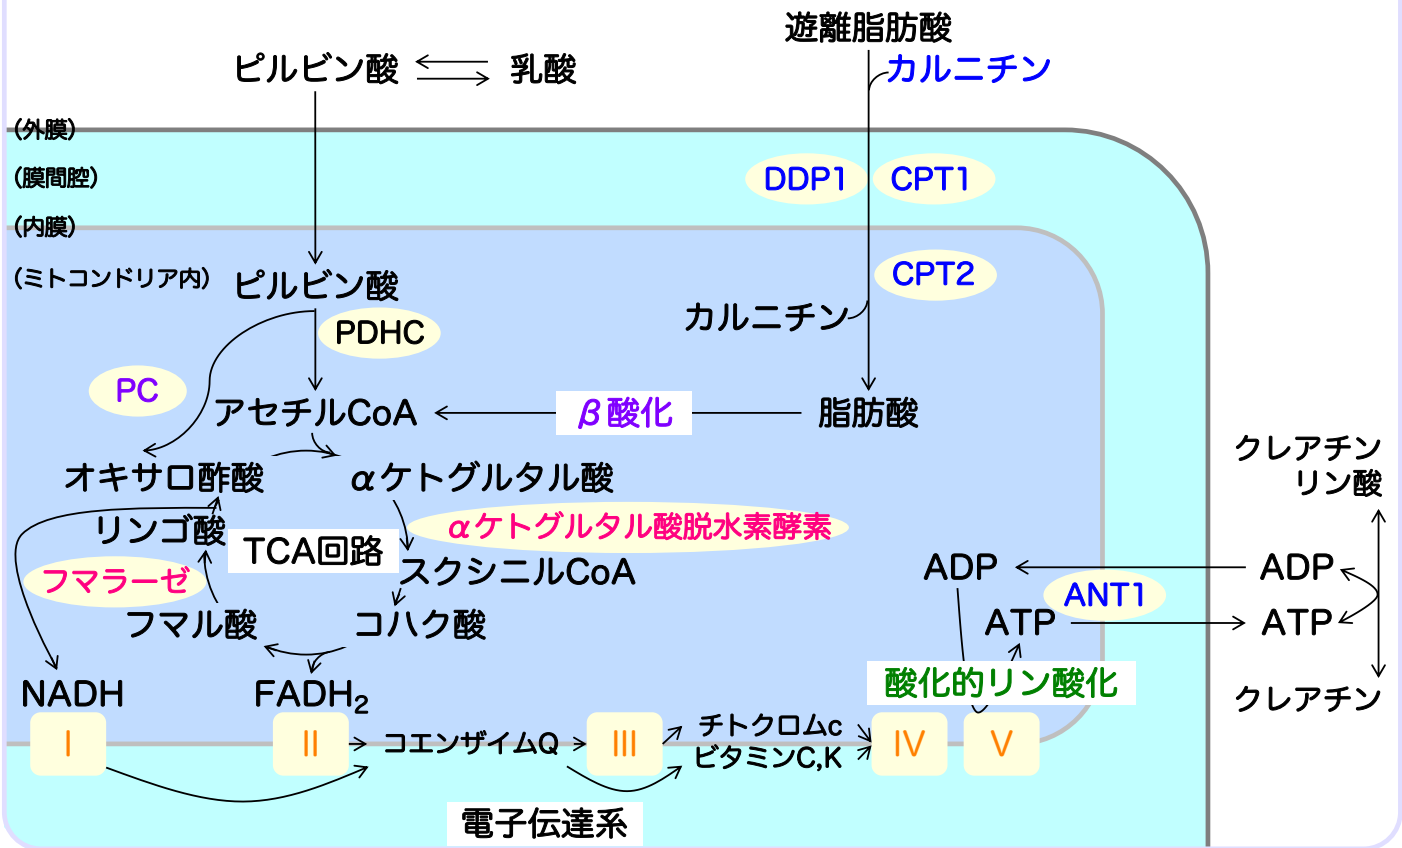 遊離脂肪酸
ピルビン酸
乳酸
カルニチン
(外膜)
(膜間腔)
DDP1
CPT1
(内膜)
(ミトコンドリア内)
ピルビン酸
CPT2
カルニチン
PDHC
PC
アセチルCoA
β酸化
脂肪酸
クレアチン
リン酸
オキサロ酢酸
αケトグルタル酸
リンゴ酸
αケトグルタル酸脱水素酵素
TCA回路
スクシニルCoA
ADP
ADP
フマラーゼ
ANT1
フマル酸
コハク酸
ATP
ATP
酸化的リン酸化
NADH
FADH2
クレアチン
I
II
コエンザイムQ
III
チトクロムc
ビタミンC,K
IV
V
電子伝達系